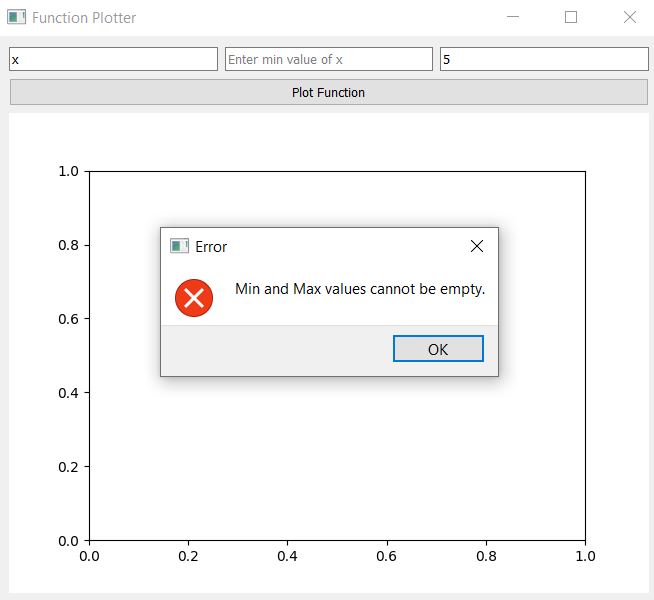 Function Plotter
x
Enter min value of x
5
Plot Function
1.0
0.8
0.6
0.4
0.2
0.0
Error
Min and Max values cannot be empty.
OK
0.0 0.2 0.4 0.6 0.8 1.0